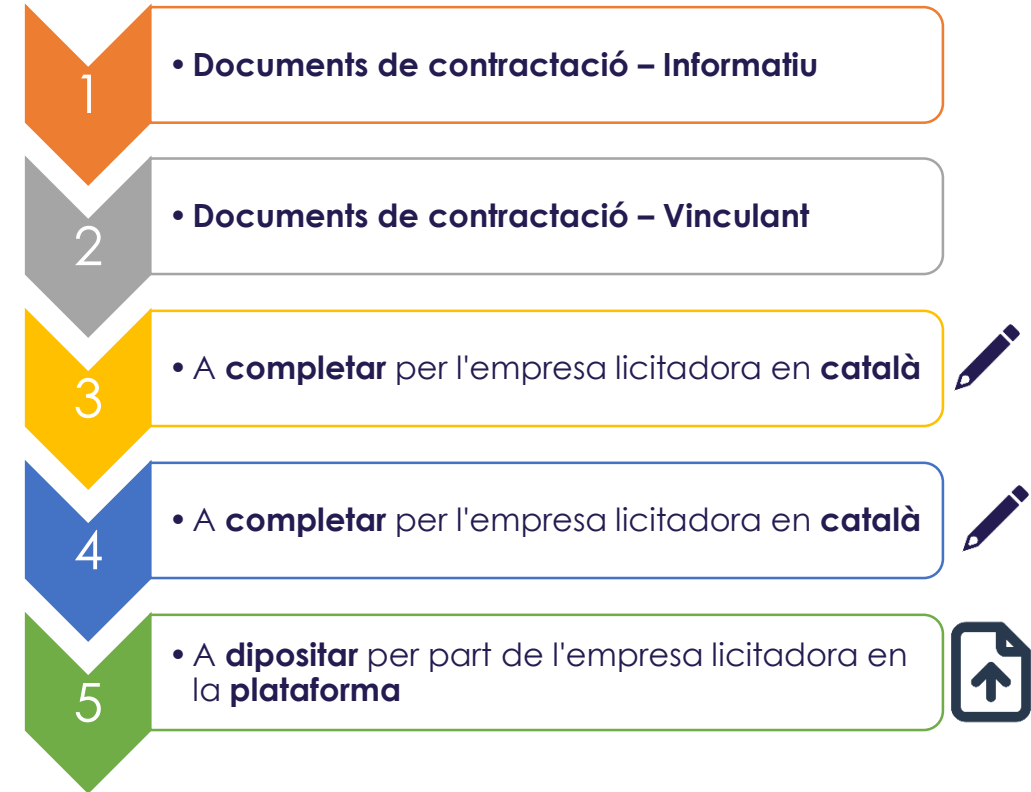 1
• Documents de contractació – Informatiu
2
• Documents de contractació – Vinculant
3
• A completar per l'empresa licitadora en català
4
• A completar per l'empresa licitadora en català
5
• A dipositar per part de l'empresa licitadora en
la plataforma